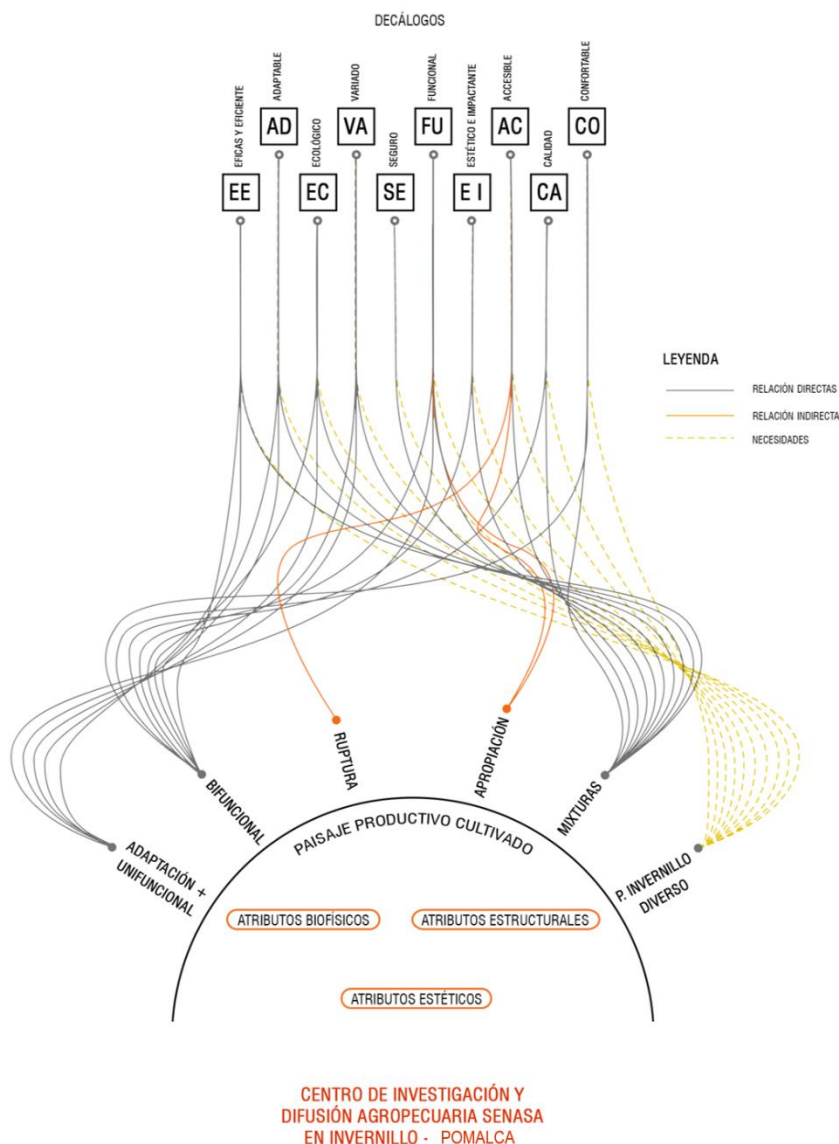 DECÁLOGOS
EFICAS Y EFICIENTE
ADAPTABLE
ECOLÓGICO
VARIADO
SEGURO
FUNCIONAL
ESTÉTICO E IMPACTANTE
ACCESIBLE
CALIDAD
CONFORTABLE
AD
VA
FU
AC
CO
EE
EC
SE
E I
CA
LEYENDA
RELACIÓN DIRECTAS
RELACIÓN INDIRECTA
NECESIDADES
ADAPTACIÓN +
UNIFUNCIONAL
BIFUNCIONAL
RUPTURA
APROPIACIÓN
MIXTURAS
P. INVERNILLO
DIVERSO
PAISAJE PRODUCTIVO CULTIVADO
ATRIBUTOS BIOFÍSICOS
ATRIBUTOS ESTRUCTURALES
ATRIBUTOS ESTÉTICOS
CENTRO DE INVESTIGACIÓN Y
DIFUSIÓN AGROPECUARIA SENASA
EN INVERNILLO - POMALCA